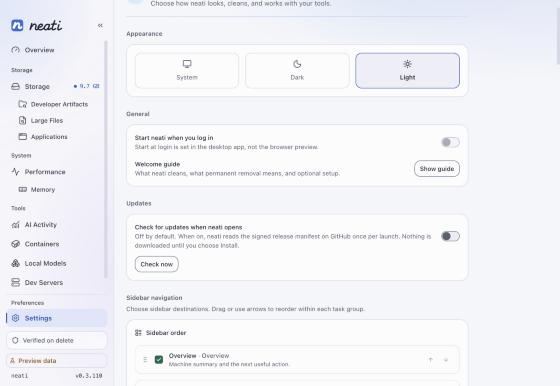 neati
«
Overview
Storage
Storage
9.7 GB
Developer Artifacts
Large Files
Applications
System
Performance
Memory
Tools
AI Activity
Containers
Local Models
Dev Servers
Preferences
Settings
Verified on delete
Preview data
neati
v0.3.110
Choose how neati looks, cleans, and works with your tools.
Appearance
System
Dark
Light
General
Start neati when you log in
Start at login is set in the desktop app, not the browser preview.
Welcome guide
What neati cleans, what permanent removal means, and optional setup.
Show guide
Updates
Check for updates when neati opens
Off by default. When on, neati reads the signed release manifest on GitHub once per launch. Nothing is
downloaded until you choose Install.
Check now
Sidebar navigation
Choose sidebar destinations. Drag or use arrows to reorder within each task group.
Sidebar order
Overview · Overview
Machine summary and the next useful action.
↑ ↓